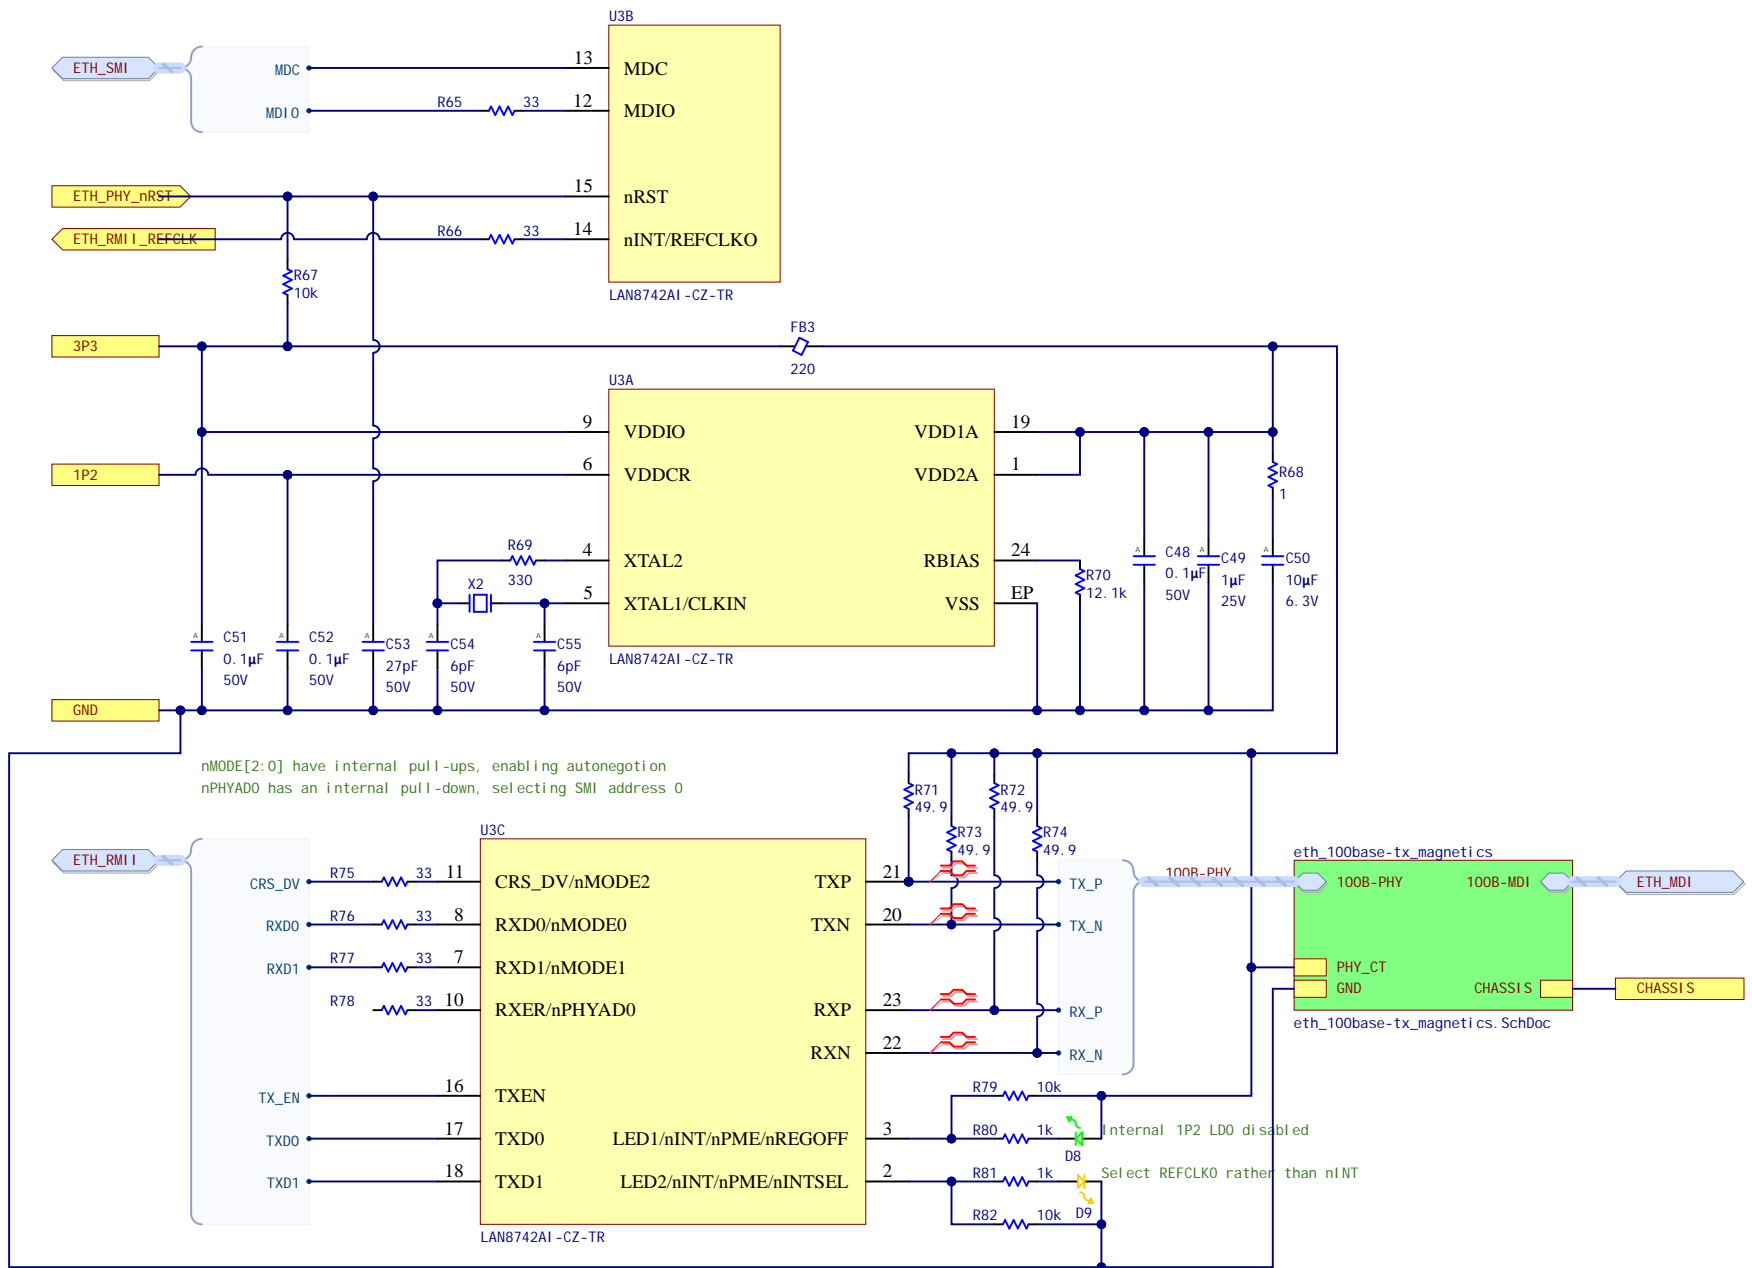 U3B
ETH_SMI
MDC
13
MDC
MDIO
R65
33
12
MDIO
ETH_PHY_nRST
15
nRST
ETH_RMII_REFCLK
R66
33
14
nINT/REFCLKO
R67
10k
LAN8742AI-CZ-TR
3P3
FB3
220
U3A
9
VDDIO
VDD1A
19
1P2
6
VDDCR
VDD2A
1
R68
1
R69
330
4
XTAL2
RBIAS
24
X2
5
XTAL1/CLKIN
VSS
EP
R70
12.1k
A
C48
0.1µF
50V
A
C49
1µF
25V
A
C50
10µF
6.3V
A
C51
0.1µF
50V
A
C52
0.1µF
50V
A
C53
27pF
50V
A
C54
6pF
50V
A
C55
6pF
50V
LAN8742AI-CZ-TR
GND
nMODE[2:0] have internal pull-ups, enabling autonegotion
nPHYAD0 has an internal pull-down, selecting SMI address 0
R71
49.9
R72
49.9
R73
49.9
R74
49.9
U3C
ETH_RMII
CRS_DV
R75
33
11
CRS_DV/nMODE2
TXP
21
TX_P
RXD0
R76
33
8
RXD0/nMODE0
TXN
20
TX_N
RXD1
R77
33
7
RXD1/nMODE1
R78
33
10
RXER/nPHYAD0
RXP
23
RX_P
RXN
22
RX_N
100B-PHY
eth_100base-tx_magnetics
100B-PHY
100B-MDI
ETH_MDI
PHY_CT
GND
CHASSIS
CHASSIS
eth_100base-tx_magnetics.SchDoc
TX_EN
16
TXEN
R79
10k
TXD0
17
TXD0
LED1/nINT/nPME/nREGOFF
3
R80
1k
D8
Internal 1P2 LDO disabled
TXD1
18
TXD1
LED2/nINT/nPME/nINTSEL
2
R81
1k
D9
Select REFCLKO rather than nINT
R82
10k
LAN8742AI-CZ-TR